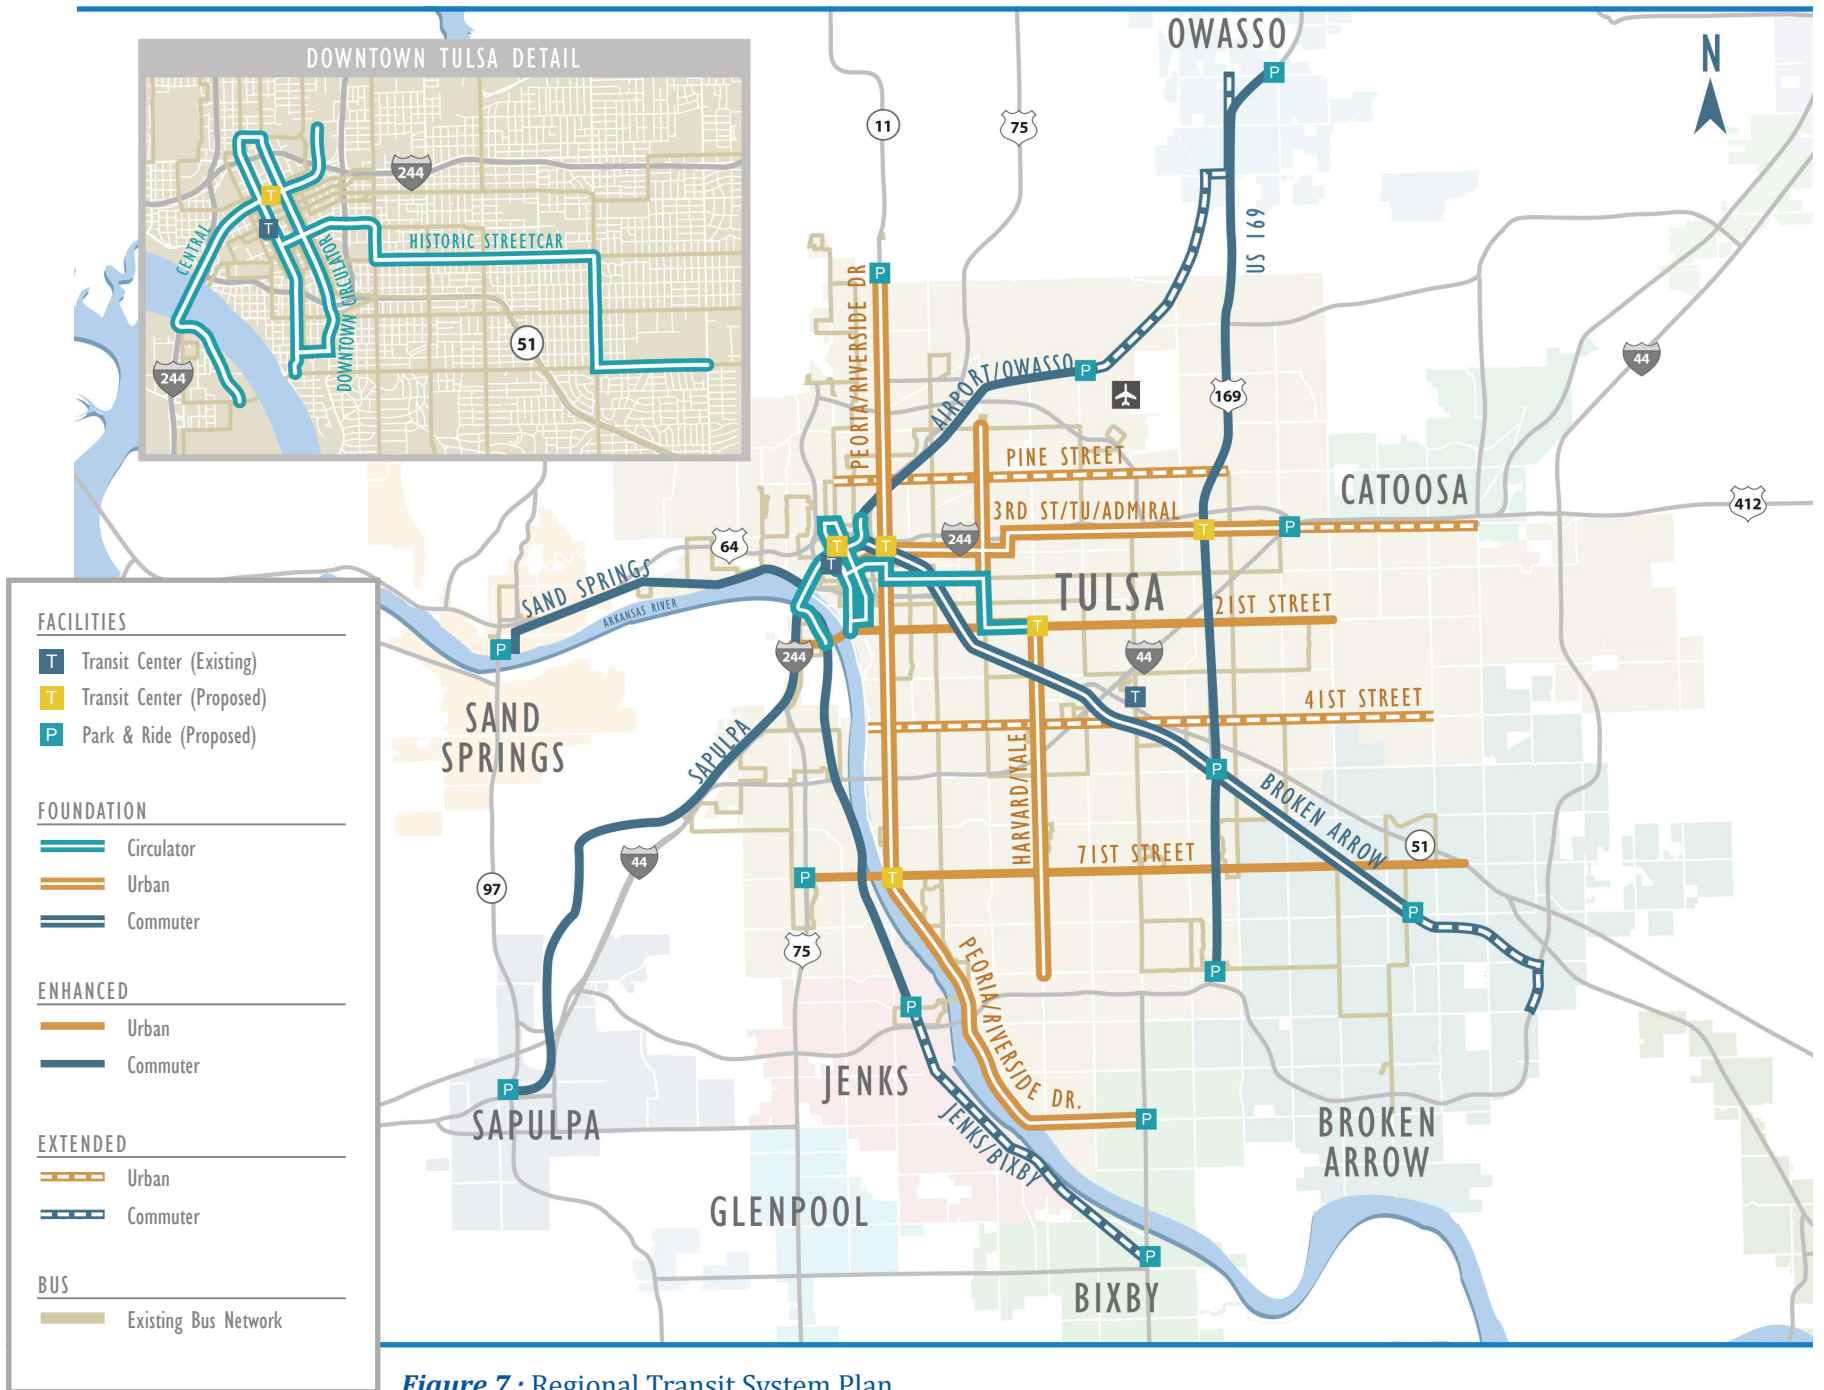 OWASSO
N
DOWNTOWN TULSA DETAIL
11
75
244
CENTRAL
HISTORIC STREETCAR
DOWNTOWN CIRCULATOR
T
T
51
244
P
P
US 169
PEORIA/RIVERSIDE DR
AIRPORT/OWASSO
P
169
44
PINE STREET
CATOOSA
3RD ST/TU/ADMIRAL
412
T
P
64
244
T
T
T
SAND SPRINGS
ARKANSAS RIVER
TULSA
21ST STREET
T
P
244
44
T
41ST STREET
SAND
SPRINGS
SAPULPA
HARVARD/YALE
P
BROKEN ARROW
71ST STREET
51
44
97
P
T
P
75
PEORIA/RIVERSIDE DR.
P
P
JENKS
P
SAPULPA
P
JENKS/BIXBY
BROKEN
ARROW
GLENPOOL
P
BIXBY
FACILITIES
T Transit Center (Existing)
T Transit Center (Proposed)
P Park & Ride (Proposed)
FOUNDATION
Circulator
Urban
Commuter
ENHANCED
Urban
Commuter
EXTENDED
Urban
Commuter
BUS
Existing Bus Network
Figure 7 : Regional Transit System Plan